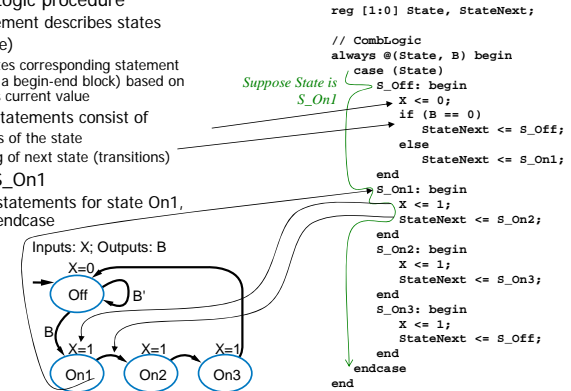 ogic procedure
ement describes states
e)
es corresponding statement
a begin-end block) based on
s current value
statements consist of
s of the state
g of next state (transitions)
S_On1
statements for state On1,
endcase
Inputs: X; Outputs: B
X=0
Off
B'
B
X=1
X=1
X=1
On1
On2
On3
Suppose State is
S_On1
reg [1:0] State, StateNext;
// CombLogic
always @(State, B) begin
case (State)
S_Off: begin
X <= 0;
if (B == 0)
StateNext <= S_Off;
else
StateNext <= S_On1;
end
S_On1: begin
X <= 1;
StateNext <= S_On2;
end
S_On2: begin
X <= 1;
StateNext <= S_On3;
end
S_On3: begin
X <= 1;
StateNext <= S_Off;
end
endcase
end